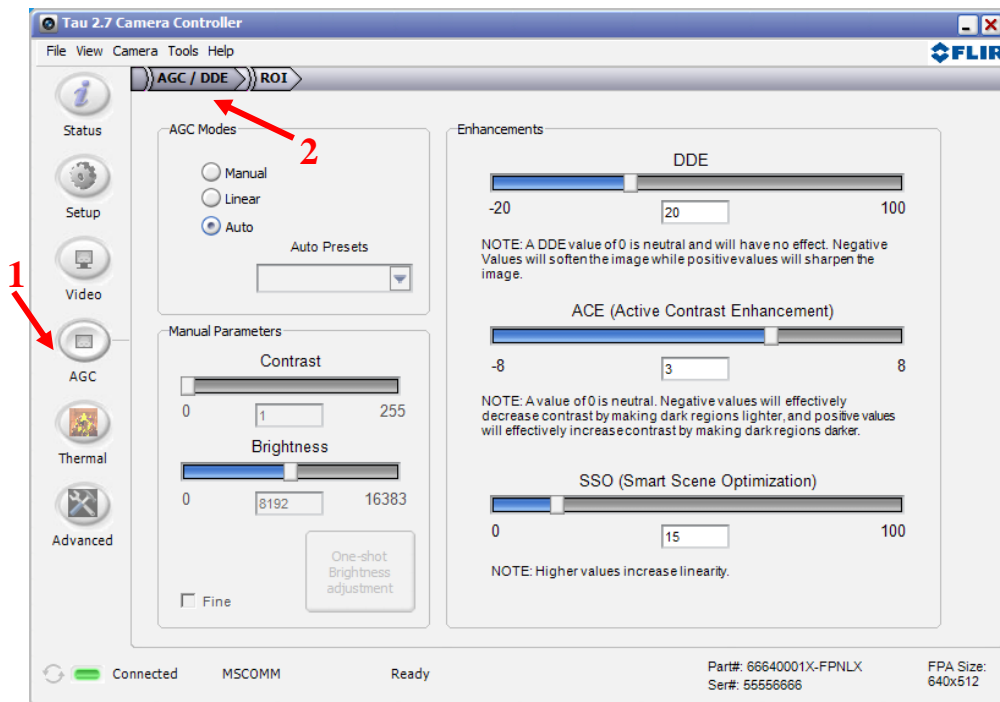 Tau 2.7 Camera Controller
File View Camera Tools Help
FLIR
AGC / DDE ROI
Status
Setup
1
Video
AGC
Thermal
Advanced
2
AGC Modes
Manual
Linear
Auto
Auto Presets
Manual Parameters
Contrast
0 1 255
Brightness
0 8192 16383
One-shot
Brightness
adjustment
Fine
Enhancements
DDE
-20 20 100
NOTE: A DDE value of 0 is neutral and will have no effect. Negative
Values will soften the image while positive values will sharpen the
image.
ACE (Active Contrast Enhancement)
-8 3 8
NOTE: A value of 0 is neutral. Negative values will effectively
decrease contrast by making dark regions lighter, and positive values
will effectively increase contrast by making dark regions darker.
SSO (Smart Scene Optimization)
0 15 100
NOTE: Higher values increase linearity.
Connected MSCOMM Ready
Part#: 66640001X-FPNLX
Ser#: 55556666
FPA Size:
640x512